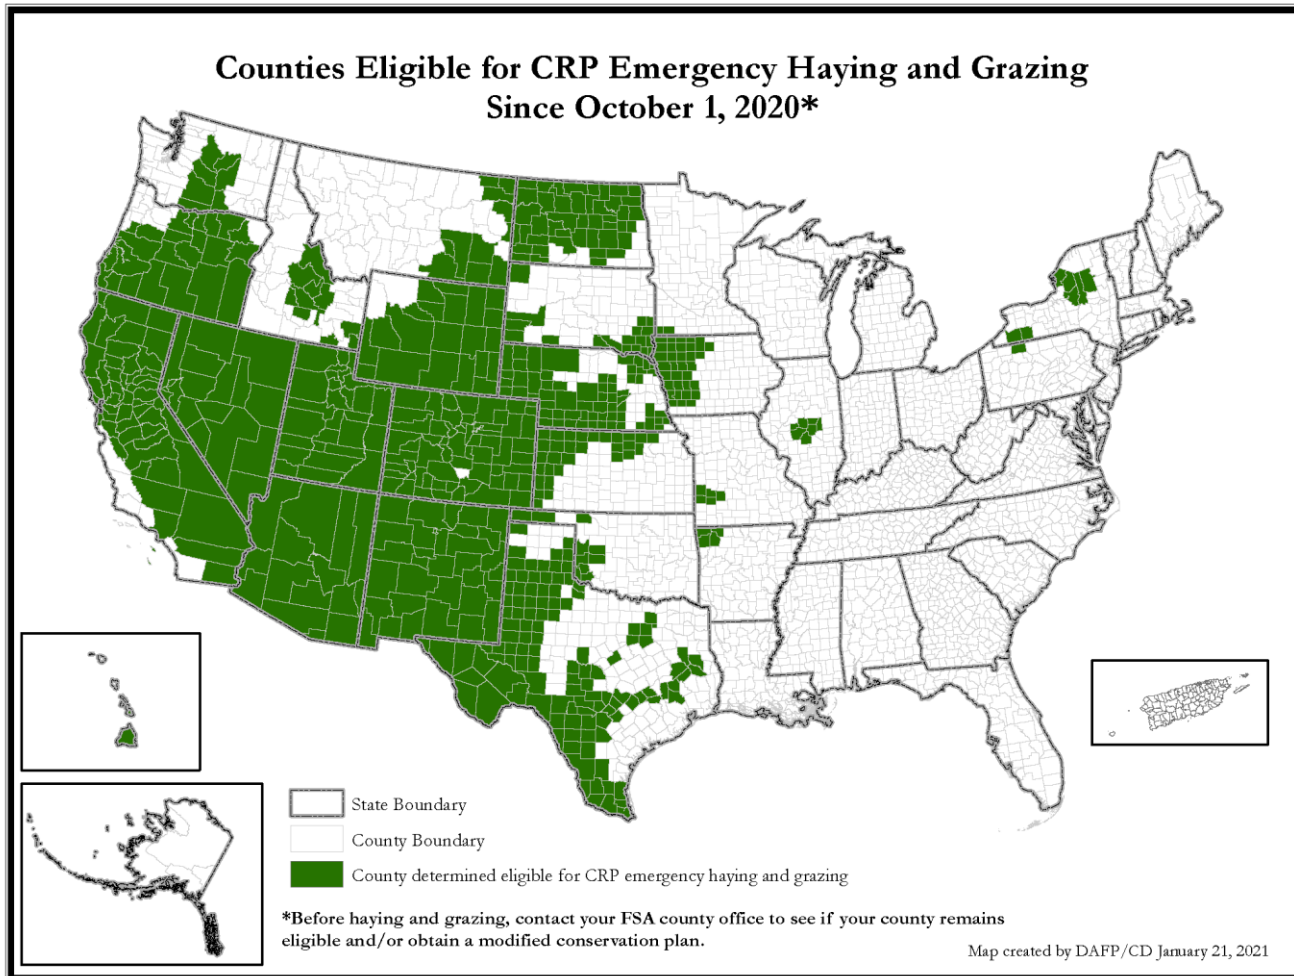 Counties Eligible for CRP Emergency Haying and Grazing
Since October 1, 2020*
State Boundary
County Boundary
County determined eligible for CRP emergency haying and grazing
*Before haying and grazing, contact your FSA county office to see if your county remains
eligible and/or obtain a modified conservation plan.
Map created by DAFP/CD January 21, 2021